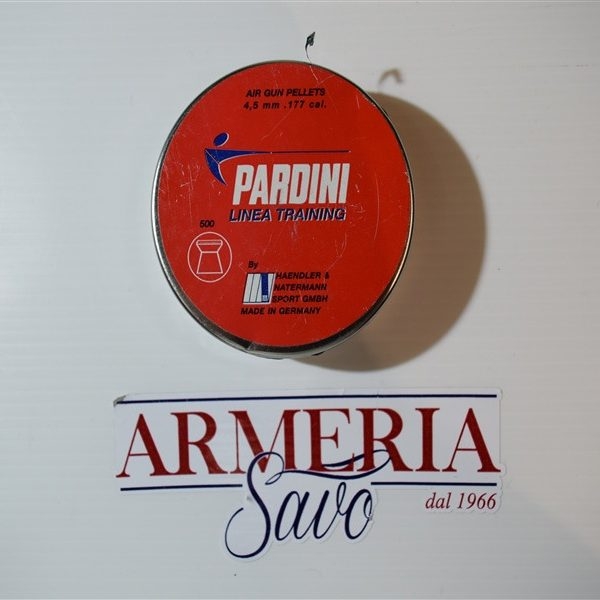 AIR GUN PELLETS
4,5 mm .177 cal.
PARDINI
LINEA TRAINING
500
By
HAENDLER &
NATERMANN
SPORT GMBH
MADE IN GERMANY
ARMERIA
Savo
dal 1966